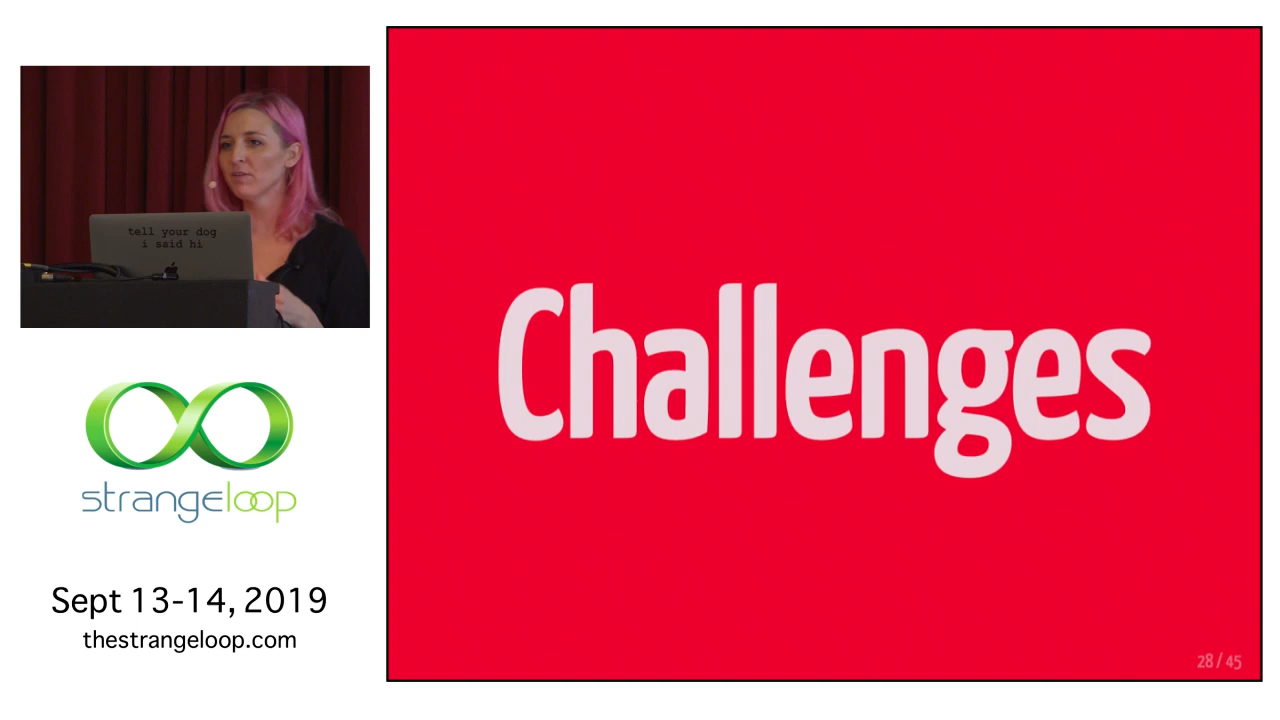 tell your dog
i said hi
strangeloop
Sept 13-14, 2019
thestrangeloop.com
Challenges
28 / 45